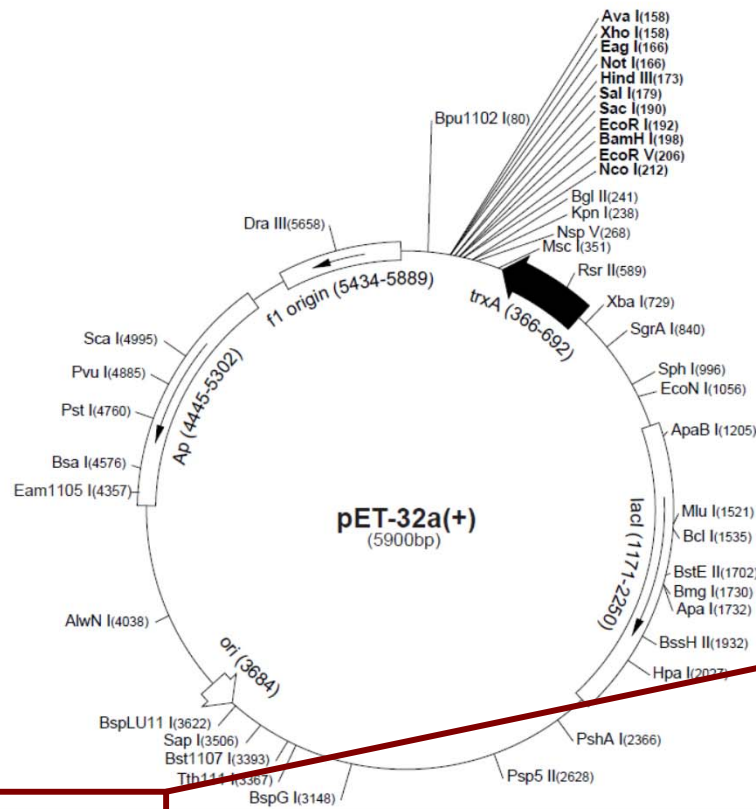 Ava I(158)
Xho I(158)
Eag I(166)
Not I(166)
Hind III(173)
Sal I(179)
Sac I(190)
EcoR I(192)
BamH I(198)
EcoR V(206)
Nco I(212)
Bpu1102 I(80)
Bgl II(241)
Kpn I(238)
Nsp V(268)
Msc I(351)
Rsr II(589)
Xba I(729)
SgrA I(840)
Sph I(996)
EcoN I(1056)
ApaB I(1205)
Mlu I(1521)
Bcl I(1535)
BstE II(1702)
Bmg I(1730)
Apa I(1732)
BssH II(1932)
Hpa I(2027)
PshA I(2366)
Psp5 II(2628)
BspG I(3148)
Tth111 I(3367)
Bst1107 I(3393)
Sap I(3506)
BspLU11 I(3622)
AlwN I(4038)
Eam1105 I(4357)
Bsa I(4576)
Pst I(4760)
Pvu I(4885)
Sca I(4995)
Dra III(5658)
f1 origin (5434-5889)
trxA (366-692)
lacI (1171-2250)
ori (3684)
Ap (4445-5302)
pET-32a(+)
(5900bp)